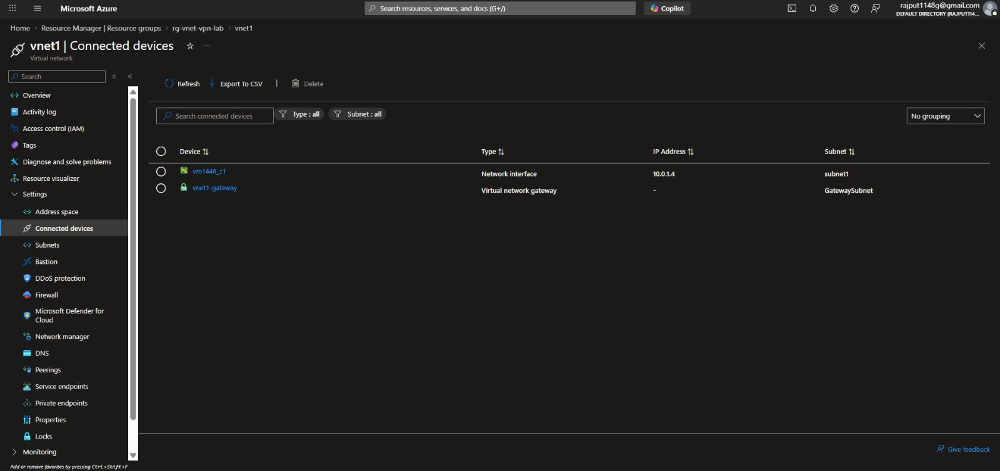 Microsoft Azure
Search resources, services, and docs (G+/)
Copilot
rajput1148g@gmail.com
DEFAULT DIRECTORY (RAJPUT114...
Home > Resource Manager | Resource groups > rg-vnet-vpn-lab > vnet1
vnet1 | Connected devices
Virtual network
Search
Overview
Activity log
Access control (IAM)
Tags
Diagnose and solve problems
Resource visualizer
Settings
Address space
Connected devices
Subnets
Bastion
DDoS protection
Firewall
Microsoft Defender for
Cloud
Network manager
DNS
Peerings
Service endpoints
Private endpoints
Properties
Locks
Monitoring
Add or remove favorites by pressing Ctrl+Shift+F
Refresh Export To CSV | Delete
Search connected devices Type : all Subnet : all No grouping
Device Type IP Address Subnet
vm1446_z1 Network interface 10.0.1.4 subnet1
vnet1-gateway Virtual network gateway - GatewaySubnet
Give feedback